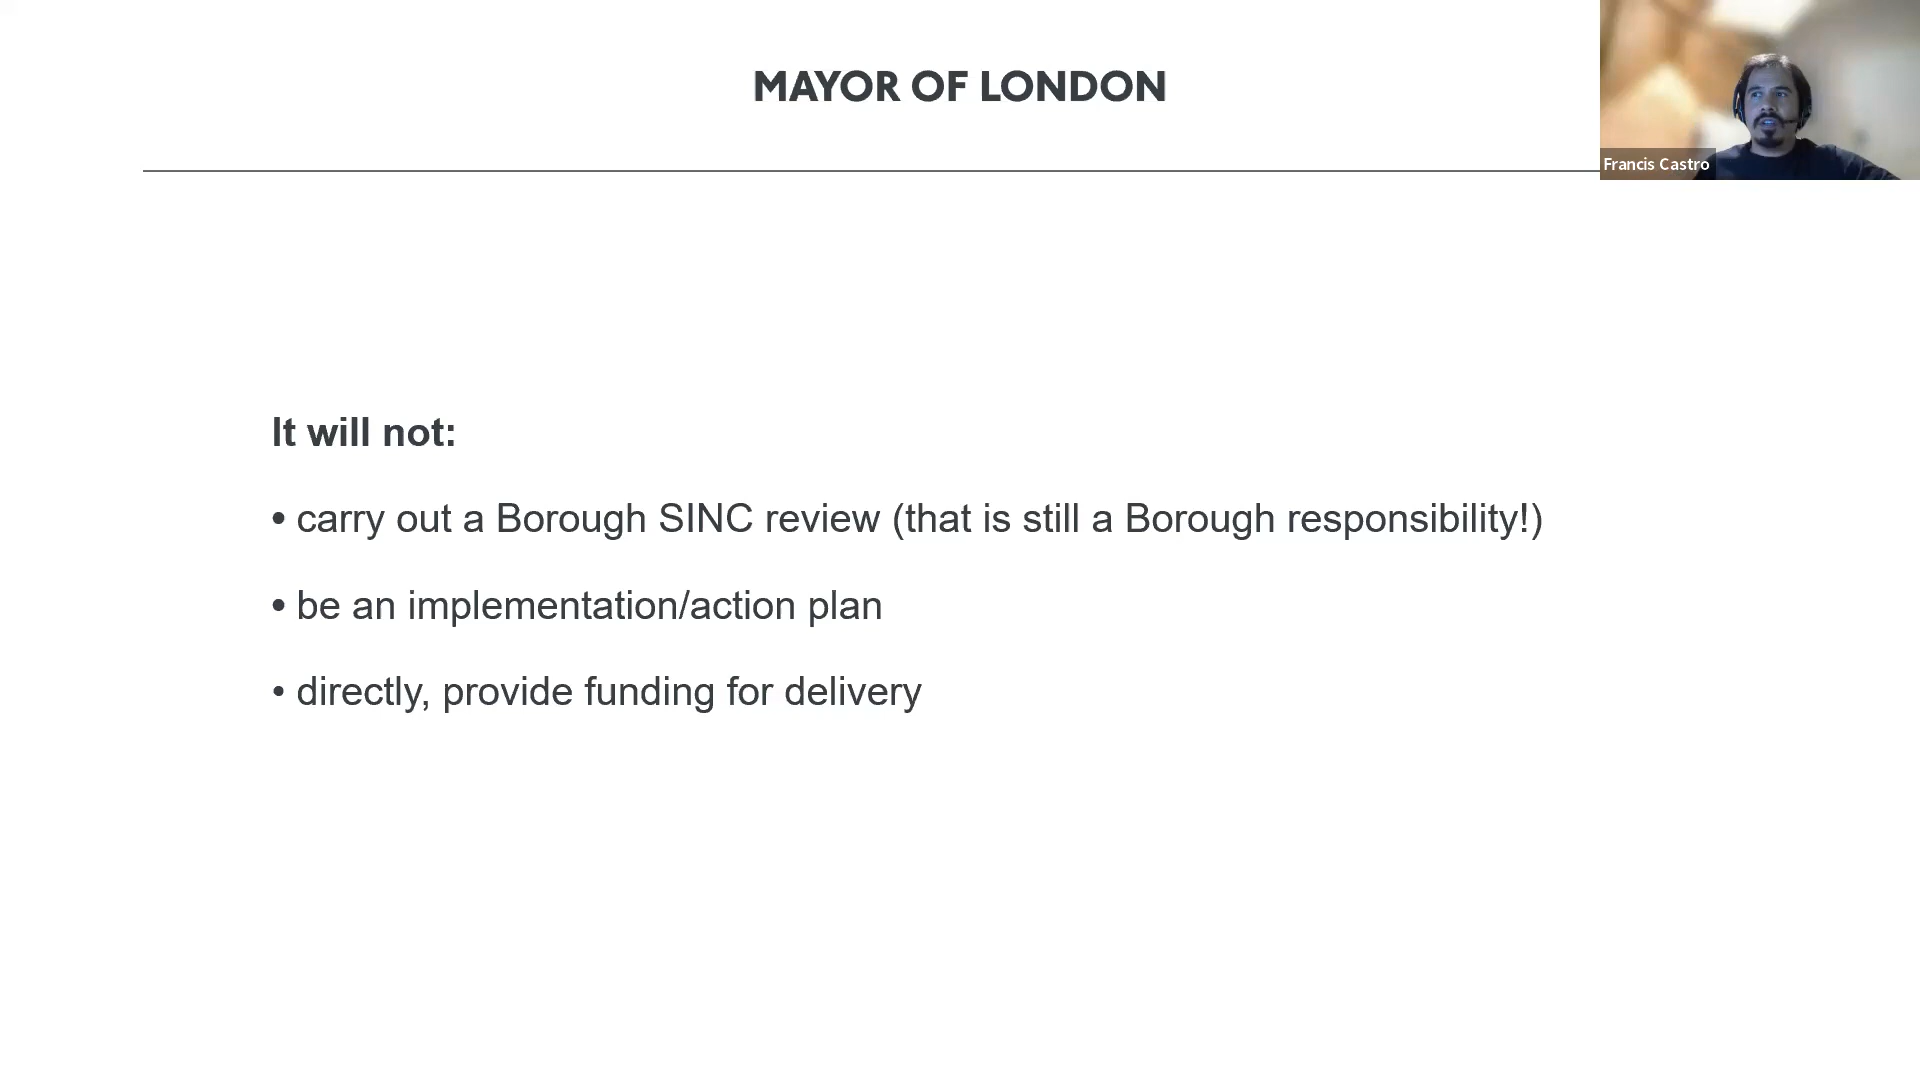 MAYOR OF LONDON
Francis Castro
It will not:
• carry out a Borough SINC review (that is still a Borough responsibility!)
• be an implementation/action plan
• directly, provide funding for delivery